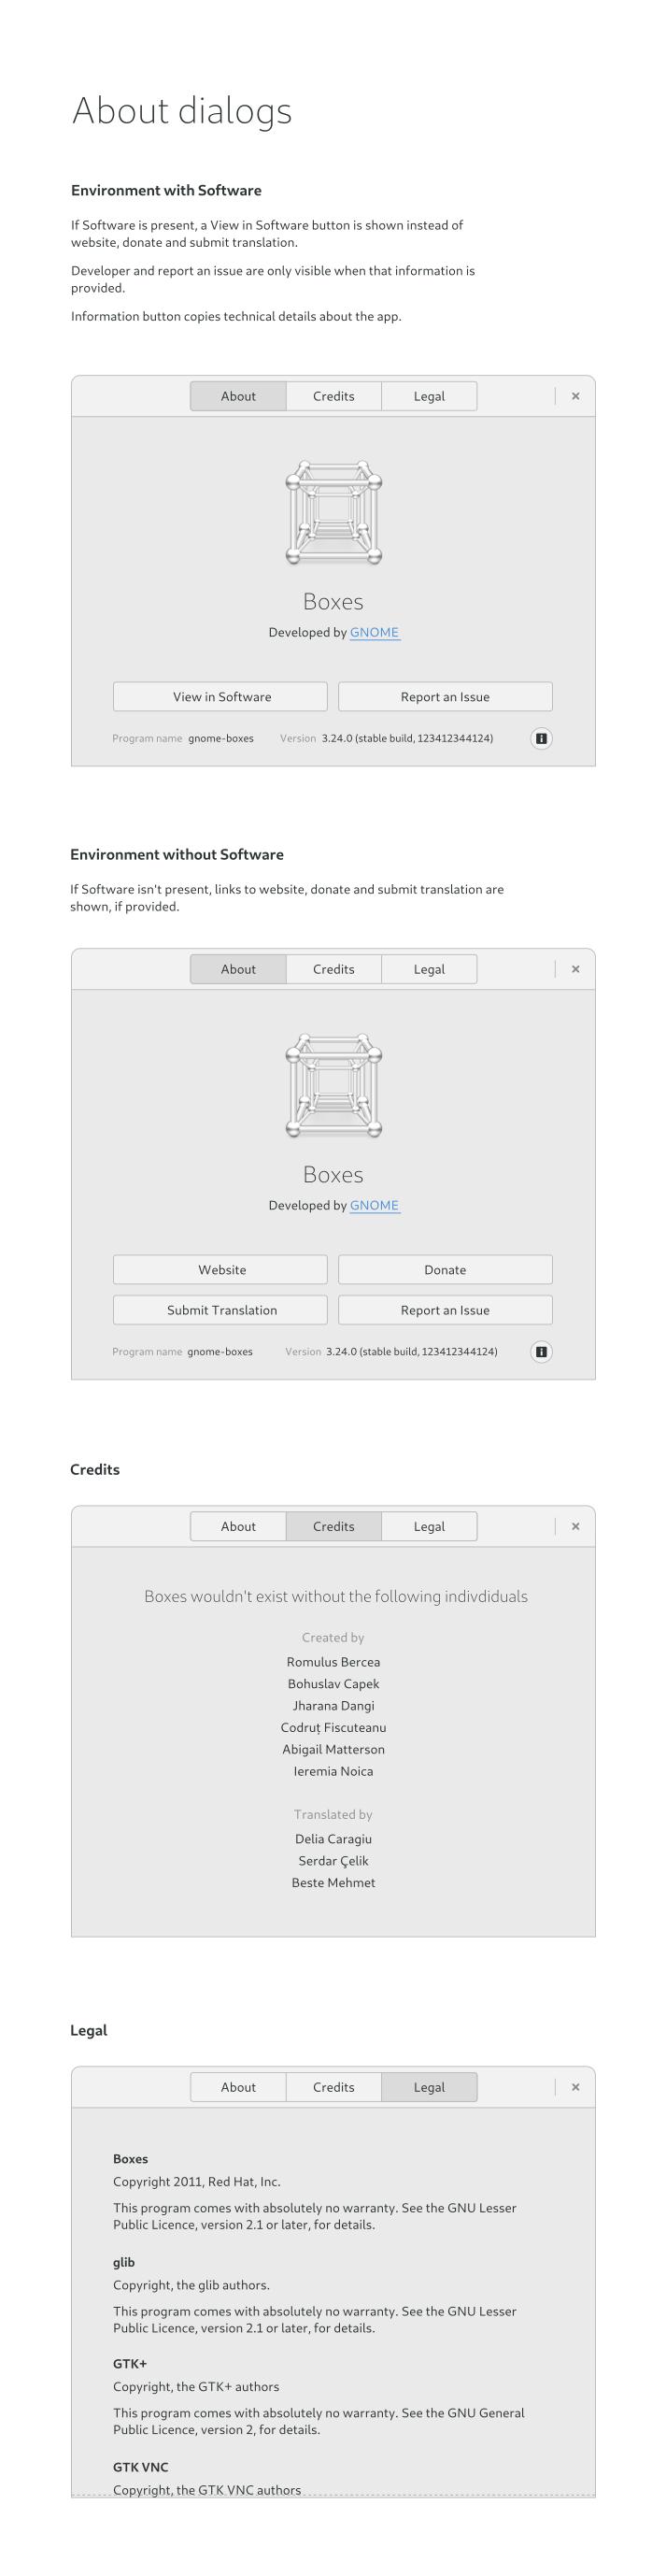 About dialogs
Environment with Software
If Software is present, a View in Software button is shown instead of
website, donate and submit translation.
Developer and report an issue are only visible when that information is
provided.
Information button copies technical details about the app.
About Credits Legal ×
Boxes
Developed by GNOME
View in Software Report an Issue
Program name gnome-boxes Version 3.24.0 (stable build, 123412344124)
Environment without Software
If Software isn't present, links to website, donate and submit translation are
shown, if provided.
About Credits Legal ×
Boxes
Developed by GNOME
Website Donate
Submit Translation Report an Issue
Program name gnome-boxes Version 3.24.0 (stable build, 123412344124)
Credits
About Credits Legal ×
Boxes wouldn't exist without the following indivdiduals
Created by
Romulus Bercea
Bohuslav Capek
Jharana Dangi
Codruț Fiscuteanu
Abigail Matterson
Ieremia Noica
Translated by
Delia Caragiu
Serdar Çelik
Beste Mehmet
Legal
About Credits Legal ×
Boxes
Copyright 2011, Red Hat, Inc.
This program comes with absolutely no warranty. See the GNU Lesser
Public Licence, version 2.1 or later, for details.
glib
Copyright, the glib authors.
This program comes with absolutely no warranty. See the GNU Lesser
Public Licence, version 2.1 or later, for details.
GTK+
Copyright, the GTK+ authors
This program comes with absolutely no warranty. See the GNU General
Public Licence, version 2, for details.
GTK VNC
Copyright, the GTK VNC authors